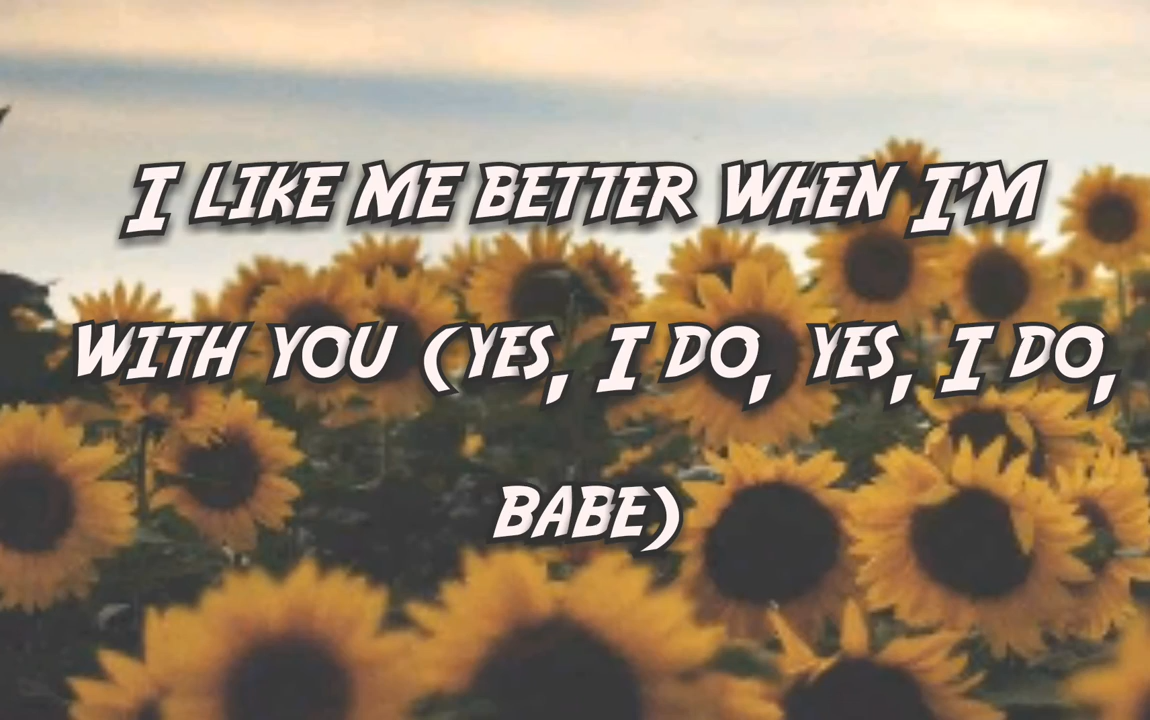 I LIKE ME BETTER WHEN I'M
WITH YOU (YES, I DO, YES, I DO,
BABE)